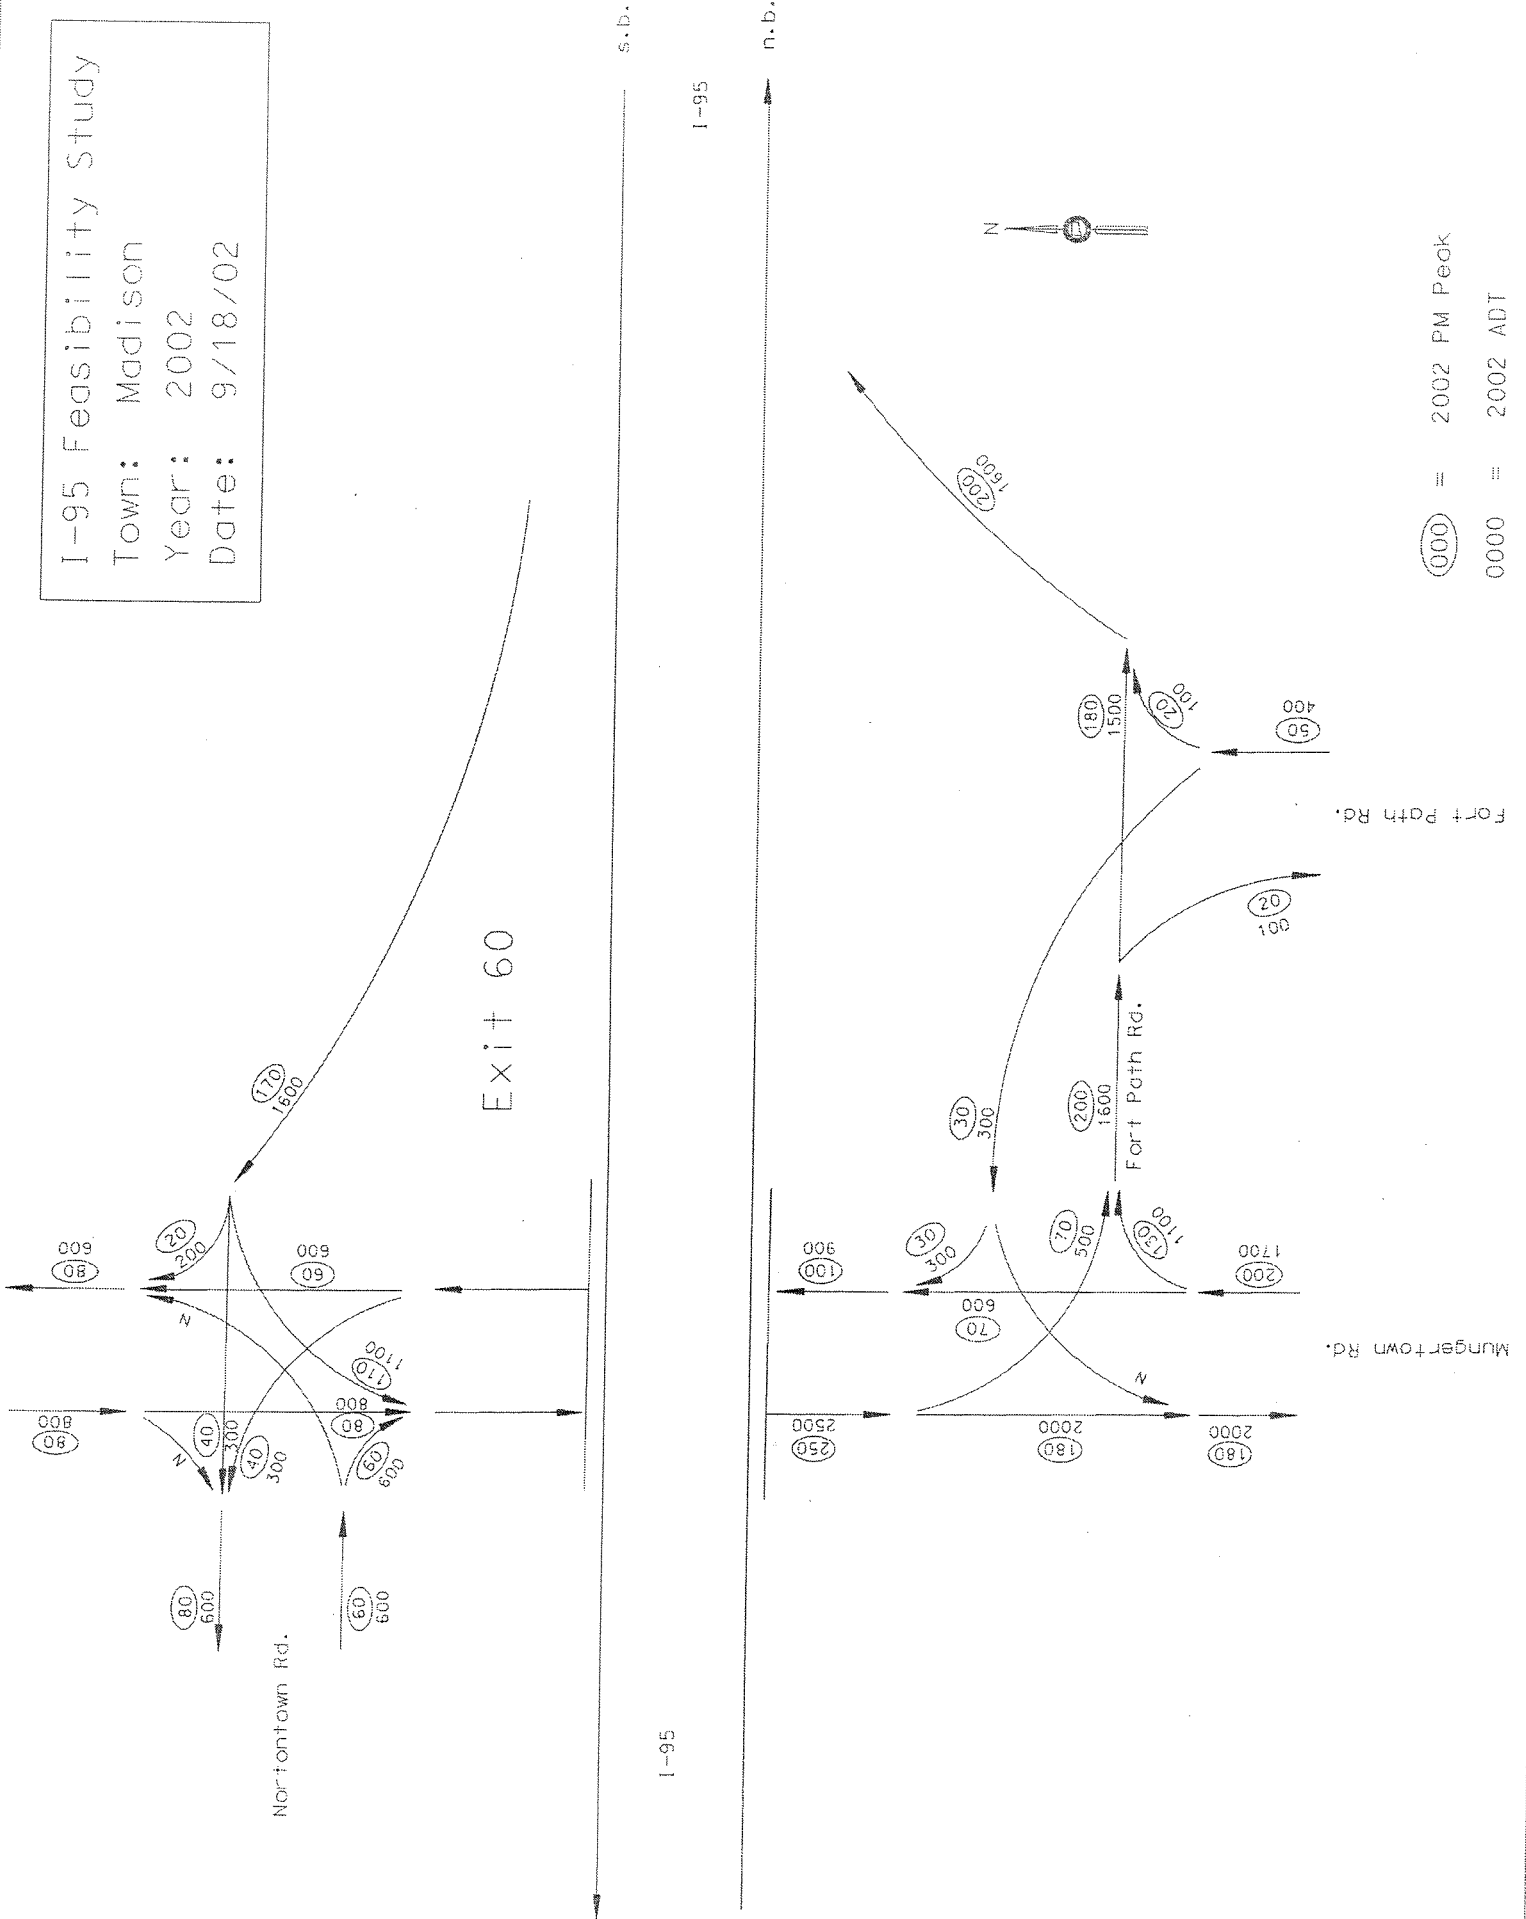 I-95 Feasibility Study
Town: Madison
Year: 2002
Date: 9/18/02
s.b.
I-95
n.b.
N
Exit 60
170
1600
600
80
20
200
600
60
N
80
800
N
40
300
40
300
80
800
170
1100
60
600
80
600
60
600
Nortontown Rd.
I-95
200
1600
180
1500
20
100
400
50
Fort Path Rd.
20
100
30
300
200
1600
Fort Path Rd.
900
100
30
300
70
500
130
1100
1700
200
600
70
N
2500
250
2000
180
2000
180
Mungertown Rd.
000 = 2002 PM Peak
0000 = 2002 ADT